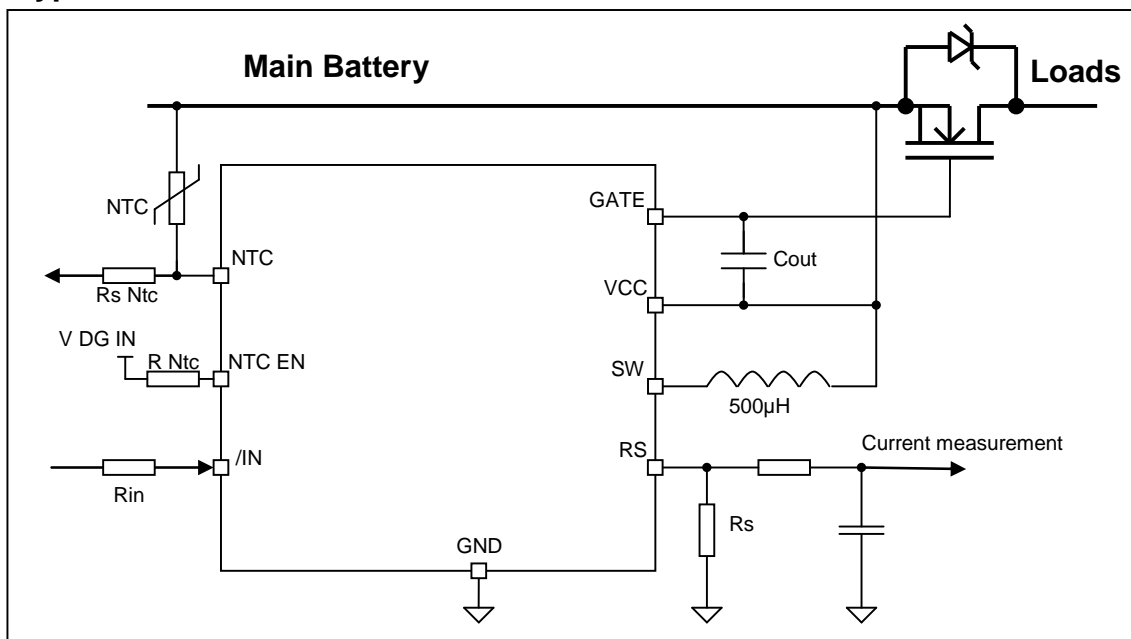 Main Battery
Loads
GATE
NTC
NTC
Cout
Rs Ntc
VCC
V DG IN
R Ntc
NTC EN
SW
500µH
RS
Current measurement
/IN
Rin
Rs
GND